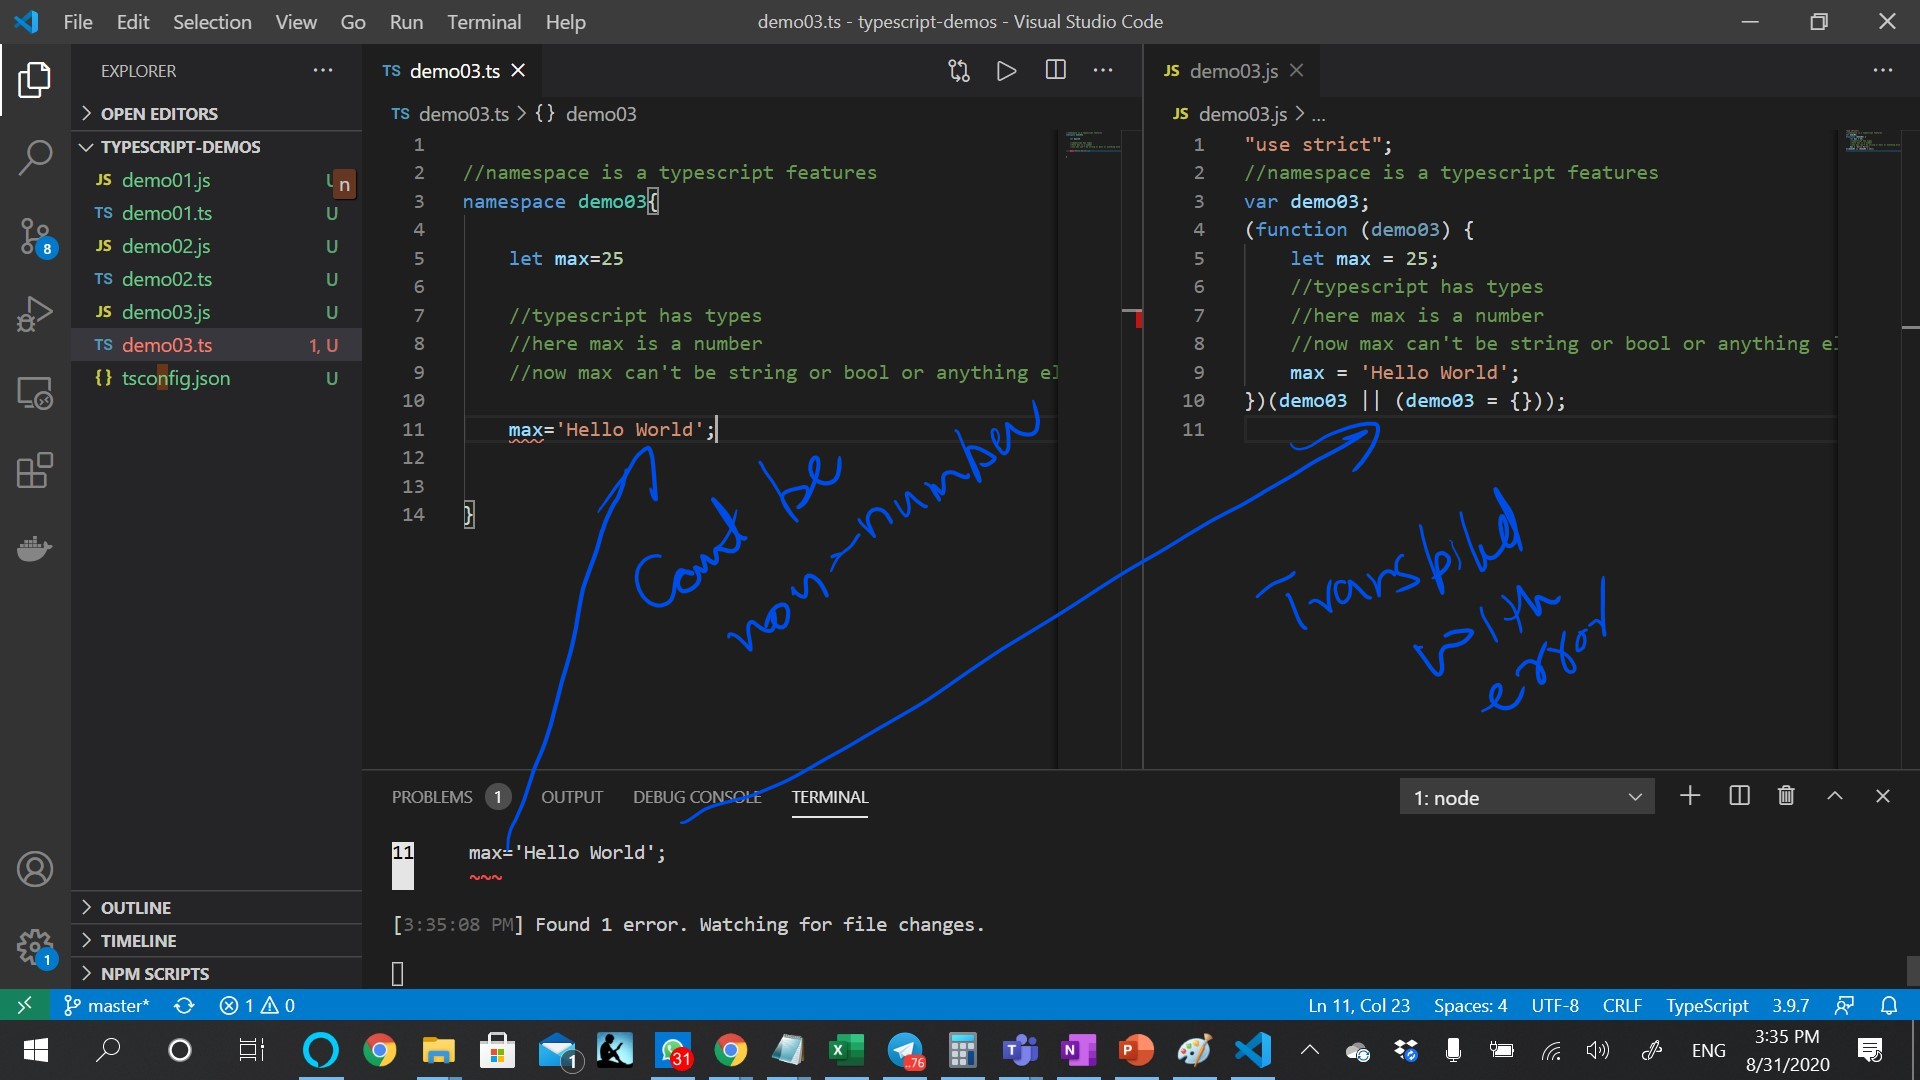 File Edit Selection View Go Run Terminal Help
demo03.ts - typescript-demos - Visual Studio Code
EXPLORER
OPEN EDITORS
TYPESCRIPT-DEMOS
JS demo01.js U
n
TS demo01.ts U
JS demo02.js U
TS demo02.ts U
JS demo03.js U
TS demo03.ts 1, U
{} tsconfig.json U
8
1
OUTLINE
TIMELINE
NPM SCRIPTS
TS demo03.ts
TS demo03.ts > {} demo03
1
2 //namespace is a typescript features
3 namespace demo03{
4
5 let max=25
6
7 //typescript has types
8 //here max is a number
9 //now max can't be string or bool or anything el
10
11 max='Hello World';
12
13
14 }
Cant be
non-number
JS demo03.js
JS demo03.js > ...
1 "use strict";
2 //namespace is a typescript features
3 var demo03;
4 (function (demo03) {
5 let max = 25;
6 //typescript has types
7 //here max is a number
8 //now max can't be string or bool or anything el
9 max = 'Hello World';
10 })(demo03 || (demo03 = {}));
11
Transpiled
with
error
PROBLEMS 1 OUTPUT DEBUG CONSOLE TERMINAL
1: node
11 max='Hello World';
~~~
[3:35:08 PM] Found 1 error. Watching for file changes.
master* 1 0
Ln 11, Col 23 Spaces: 4 UTF-8 CRLF TypeScript 3.9.7
1 31 ..76
ENG
3:35 PM
8/31/2020